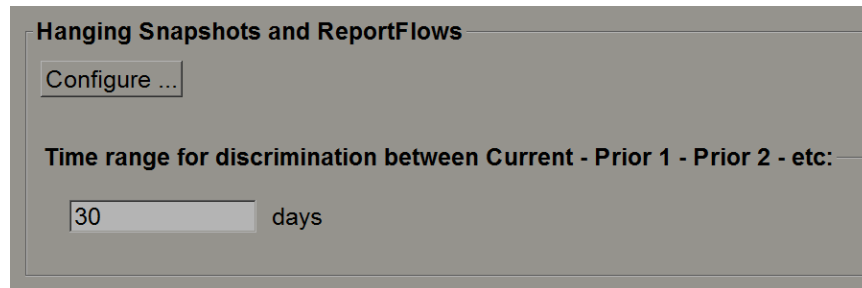 Hanging Snapshots and ReportFlows
Configure ...
Time range for discrimination between Current - Prior 1 - Prior 2 - etc:
30 days